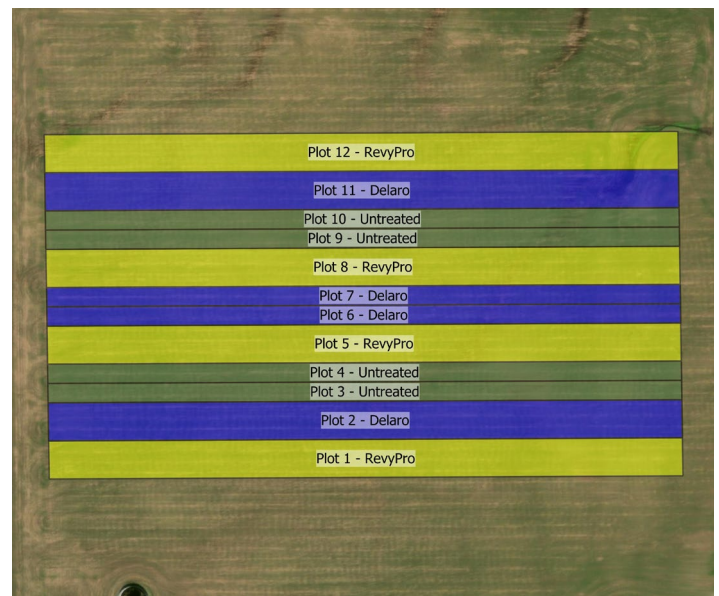 Plot 12 - RevyPro
Plot 11 - Delaro
Plot 10 - Untreated
Plot 9 - Untreated
Plot 8 - RevyPro
Plot 7 - Delaro
Plot 6 - Delaro
Plot 5 - RevyPro
Plot 4 - Untreated
Plot 3 - Untreated
Plot 2 - Delaro
Plot 1 - RevyPro